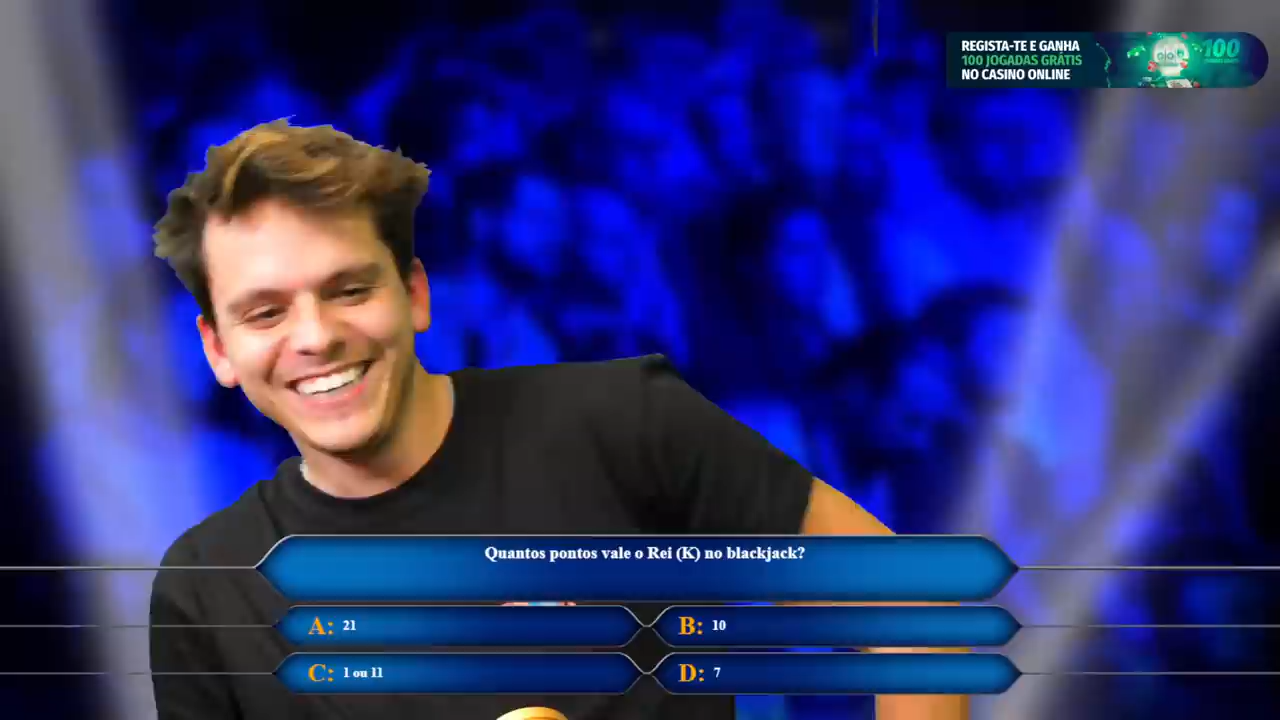 REGISTA-TE E GANHA
100 JOGADAS GRÁTIS
NO CASINO ONLINE
100
Quantos pontos vale o Rei (K) no blackjack?
A: 21
B: 10
C: 1 ou 11
D: 7